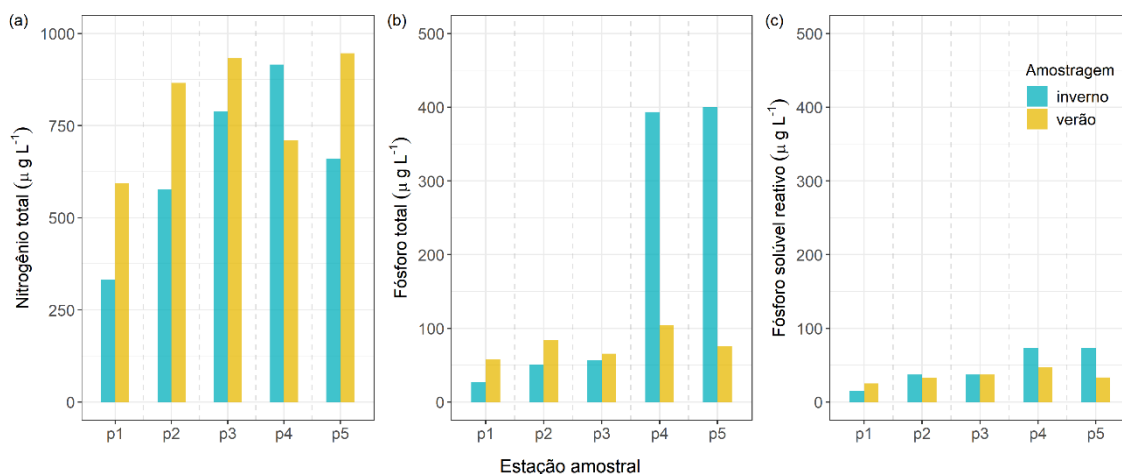 (a)
Nitrogênio total (μ g L⁻¹)
1000
750
500
250
0
p1 p2 p3 p4 p5
(b)
Fósforo total (μ g L⁻¹)
500
400
300
200
100
0
p1 p2 p3 p4 p5
(c)
Fósforo solúvel reativo (μ g L⁻¹)
500
400
300
200
100
0
p1 p2 p3 p4 p5
Amostragem
inverno
verão
Estação amostral